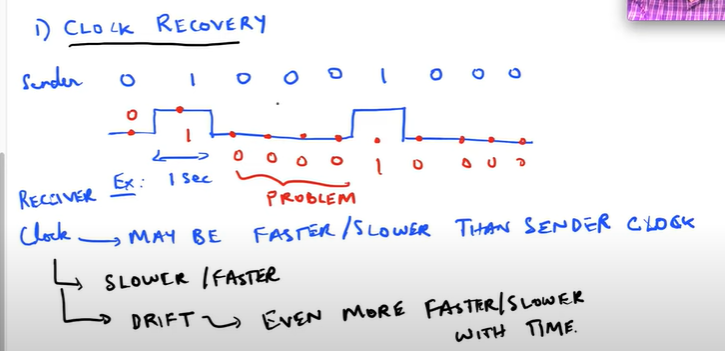 1) CLOCK RECOVERY
Sender 0 1 0 0 0 1 0 0 0
0
1 0 0 0 0 1 0 0 0 0
RECIVER Ex: 1 sec PROBLEM
Clock → MAY BE FASTER/SLOWER THAN SENDER CLOCK
↳ SLOWER/FASTER
↳ DRIFT → EVEN MORE FASTER/SLOWER
WITH TIME.